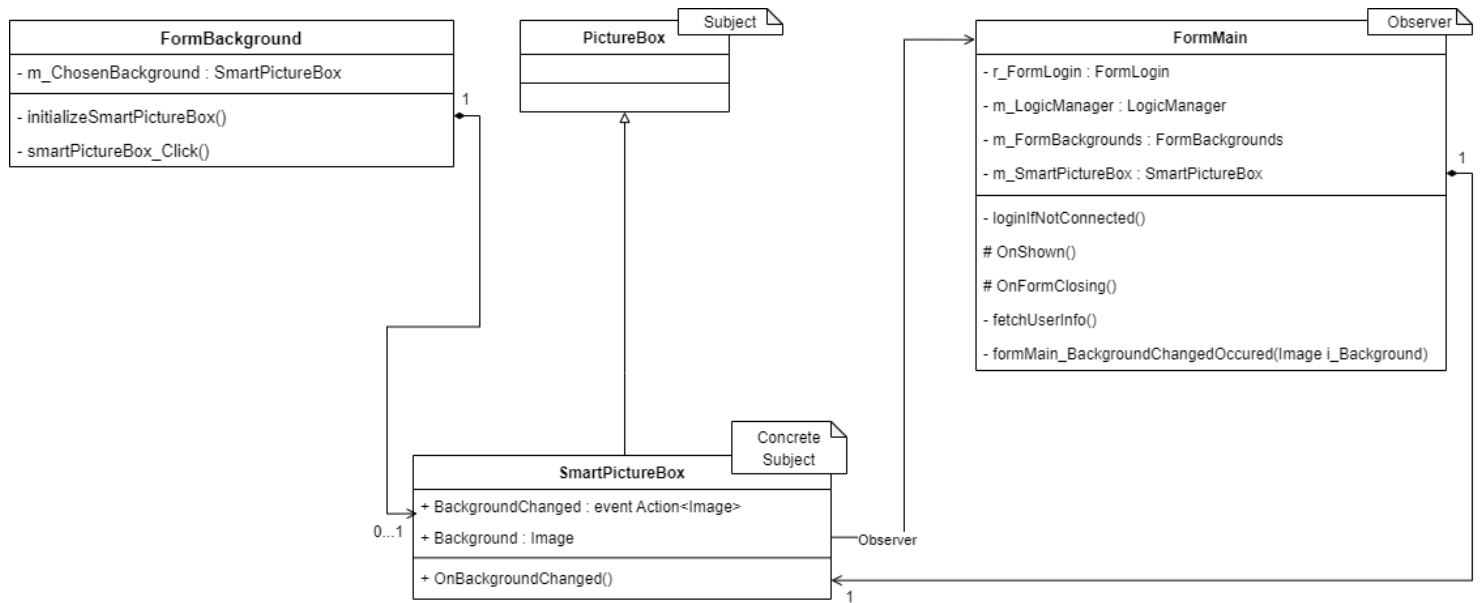 FormBackground
- m_ChosenBackground : SmartPictureBox
- initializeSmartPictureBox()
- smartPictureBox_Click()
1
0...1
Subject
PictureBox
Observer
FormMain
- r_FormLogin : FormLogin
- m_LogicManager : LogicManager
- m_FormBackgrounds : FormBackgrounds
- m_SmartPictureBox : SmartPictureBox
- loginIfNotConnected()
# OnShown()
# OnFormClosing()
- fetchUserInfo()
- formMain_BackgroundChangedOccured(Image i_Background)
1
Concrete
Subject
SmartPictureBox
+ BackgroundChanged : event Action<Image>
+ Background : Image
+ OnBackgroundChanged()
Observer
1